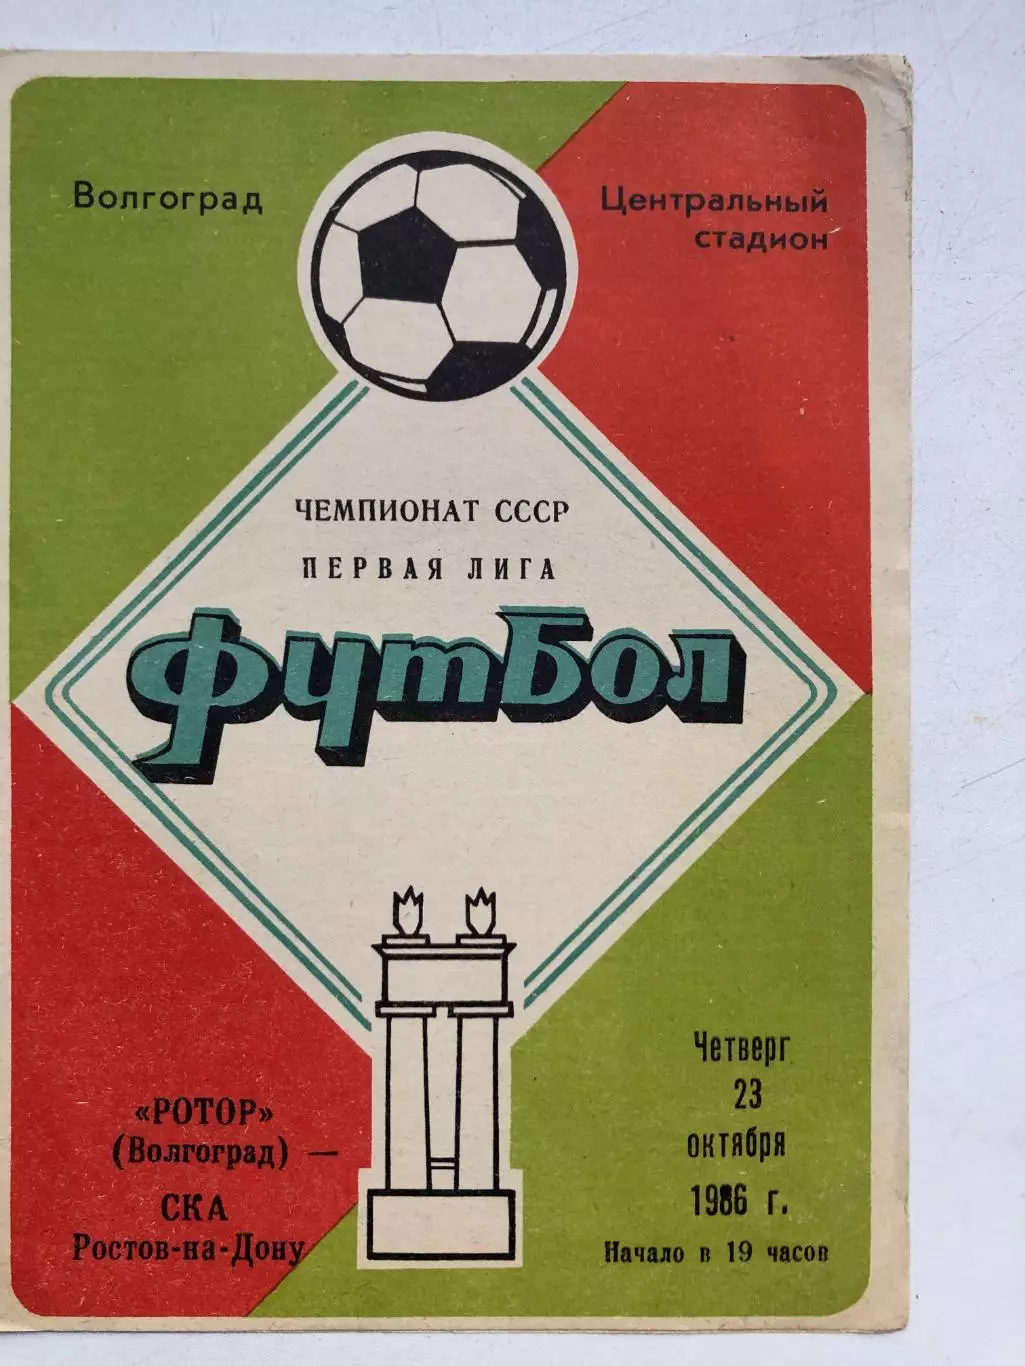 Волгоград
Центральный
стадион
ЧЕМПИОНАТ СССР
ПЕРВАЯ ЛИГА
футбол
«РОТОР»
(Волгоград) —
СКА
Ростов-на-Дону
Четверг
23
октября
1986 г.
Начало в 19 часов